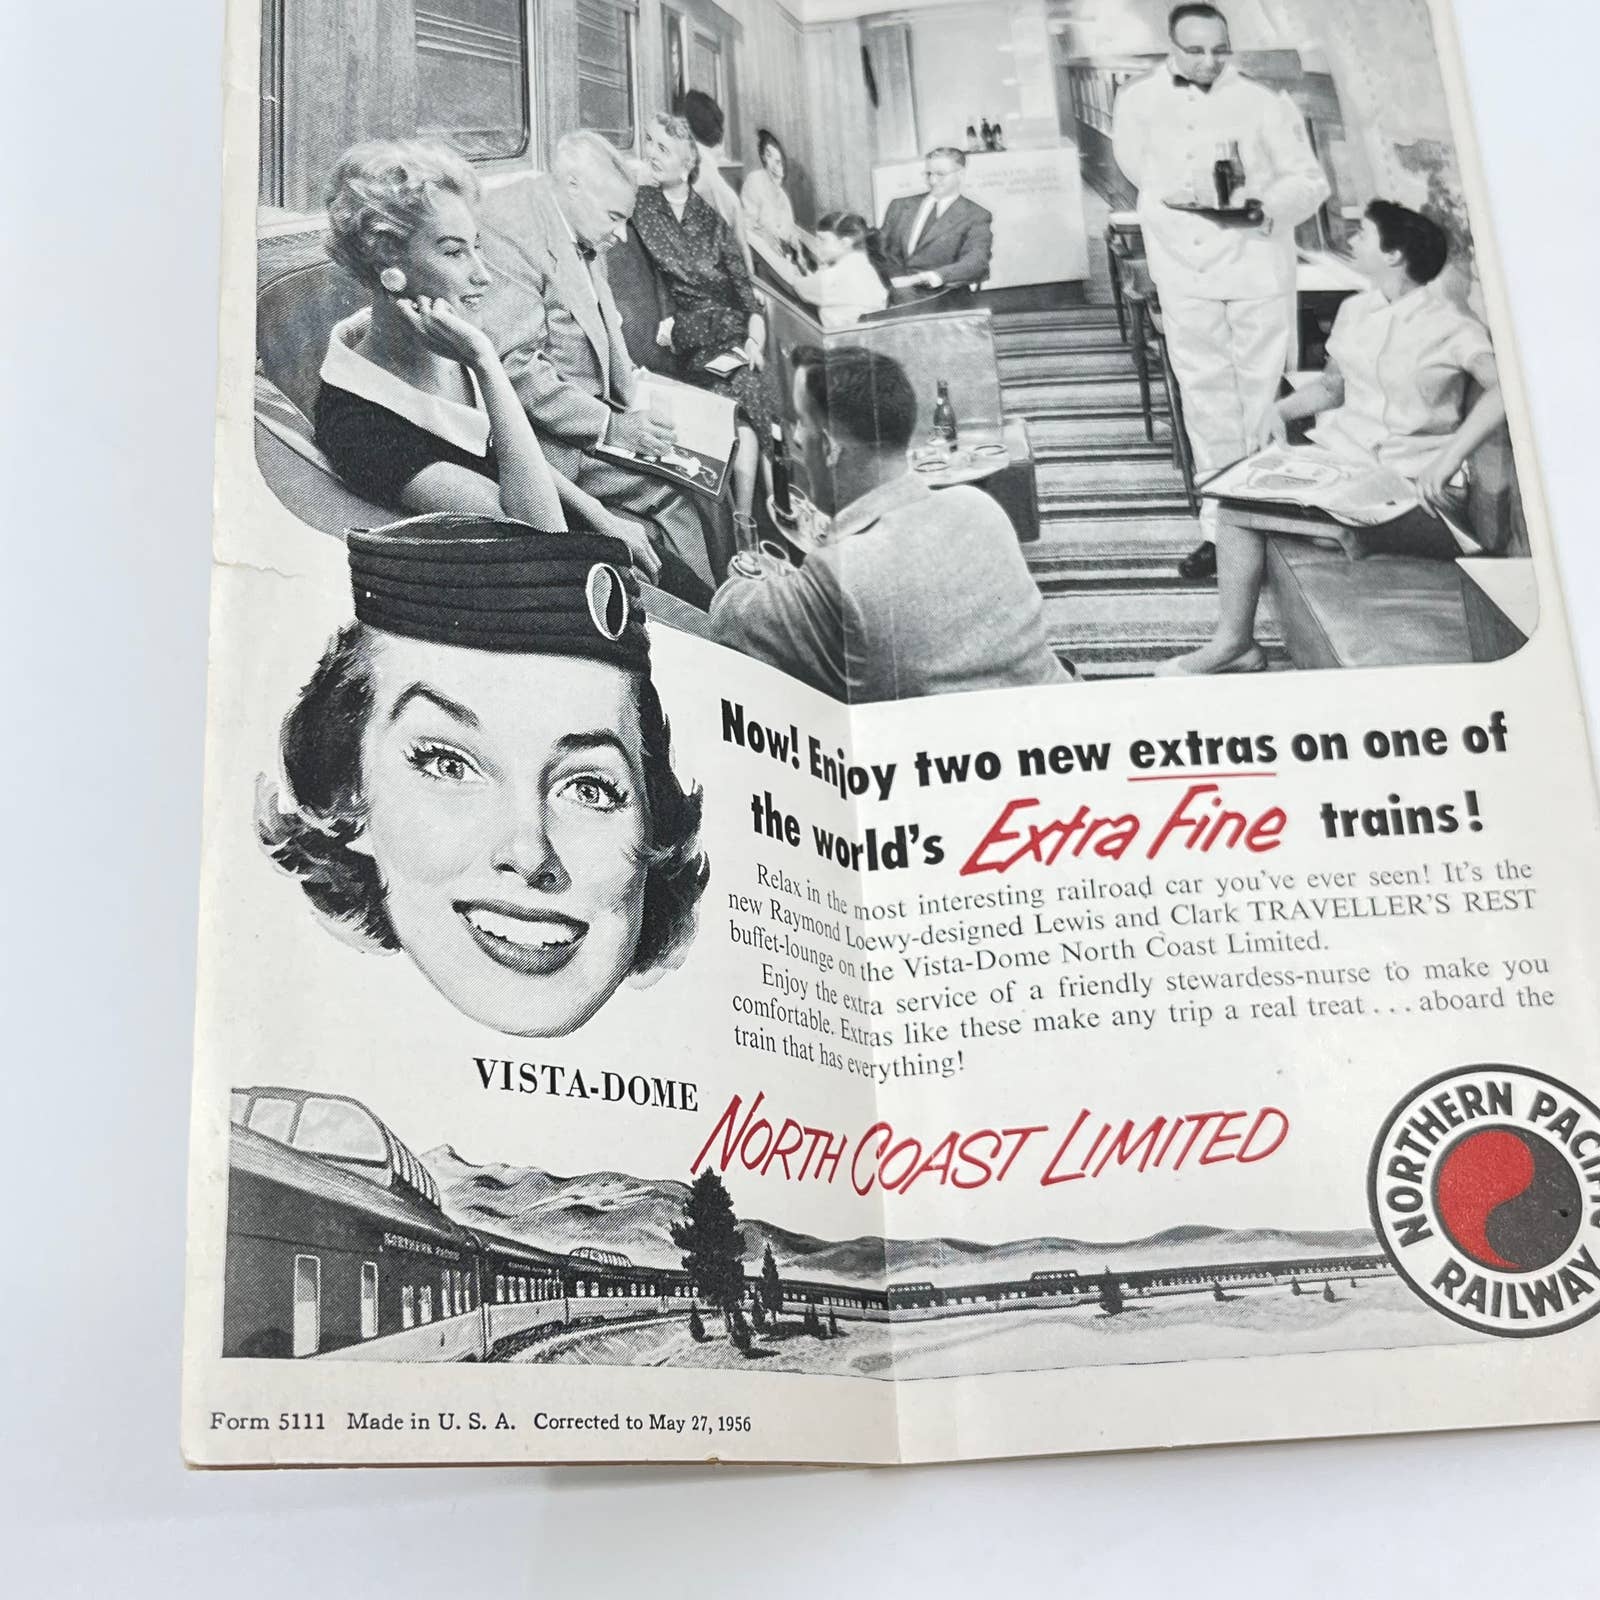 Now! Enjoy two new extras on one of
the world's Extra Fine trains!
Relax in the most interesting railroad car you've ever seen! It's the
new Raymond Loewy-designed Lewis and Clark TRAVELLER'S REST
buffet-lounge on the Vista-Dome North Coast Limited.
Enjoy the extra service of a friendly stewardess-nurse to make you
comfortable. Extras like these make any trip a real treat . . . aboard the
train that has everything!
VISTA-DOME
NORTH COAST LIMITED
NORTHERN PACIFIC
RAILWAY
NORTHERN PACIFIC
Form 5111 Made in U. S. A. Corrected to May 27, 1956